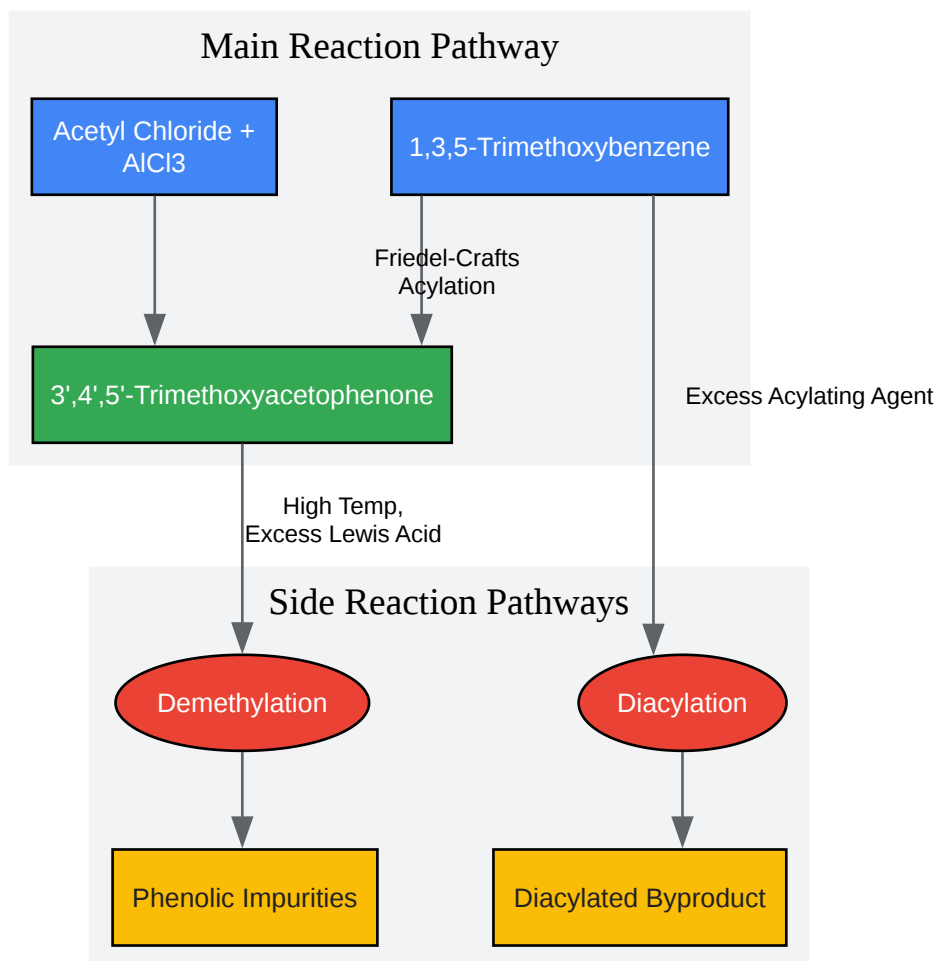 Main Reaction Pathway
Acetyl Chloride +
AlCl3
1,3,5-Trimethoxybenzene
Friedel-Crafts
Acylation
3',4',5'-Trimethoxyacetophenone
Excess Acylating Agent
High Temp,
Excess Lewis Acid
Side Reaction Pathways
Demethylation
Diacylation
Phenolic Impurities
Diacylated Byproduct